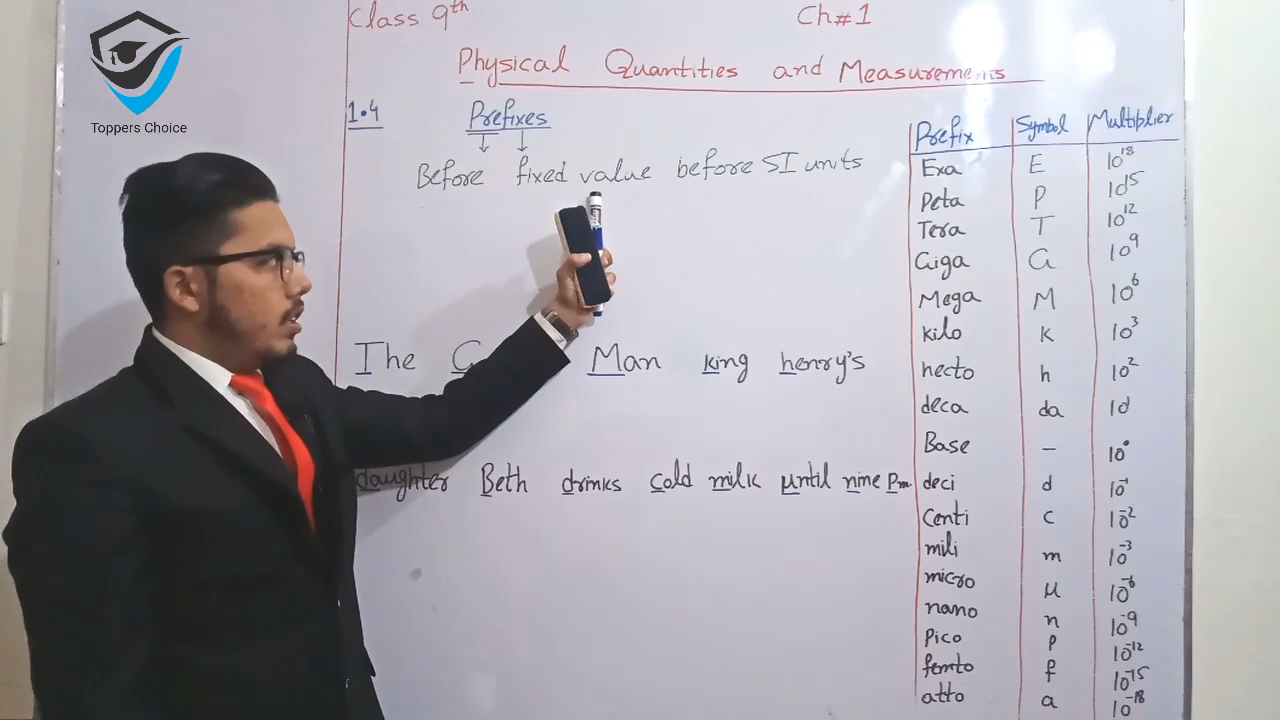 Class 9th Ch#1
Toppers Choice
Physical Quantities and Measurements
1.4 Prefixes
Before fixed value before SI units
The G Man king henry's
daughter Beth drinks cold milk until nine Pm.
Prefix Symbol Multiplier
Exa E 10^18
Peta P 10^15
Tera T 10^12
Giga G 10^9
Mega M 10^6
kilo k 10^3
hecto h 10^2
deca da 10^1
Base – 10^0
deci d 10^-1
Centi c 10^-2
mili m 10^-3
micro μ 10^-6
nano n 10^-9
Pico p 10^-12
femto f 10^-15
atto a 10^-18